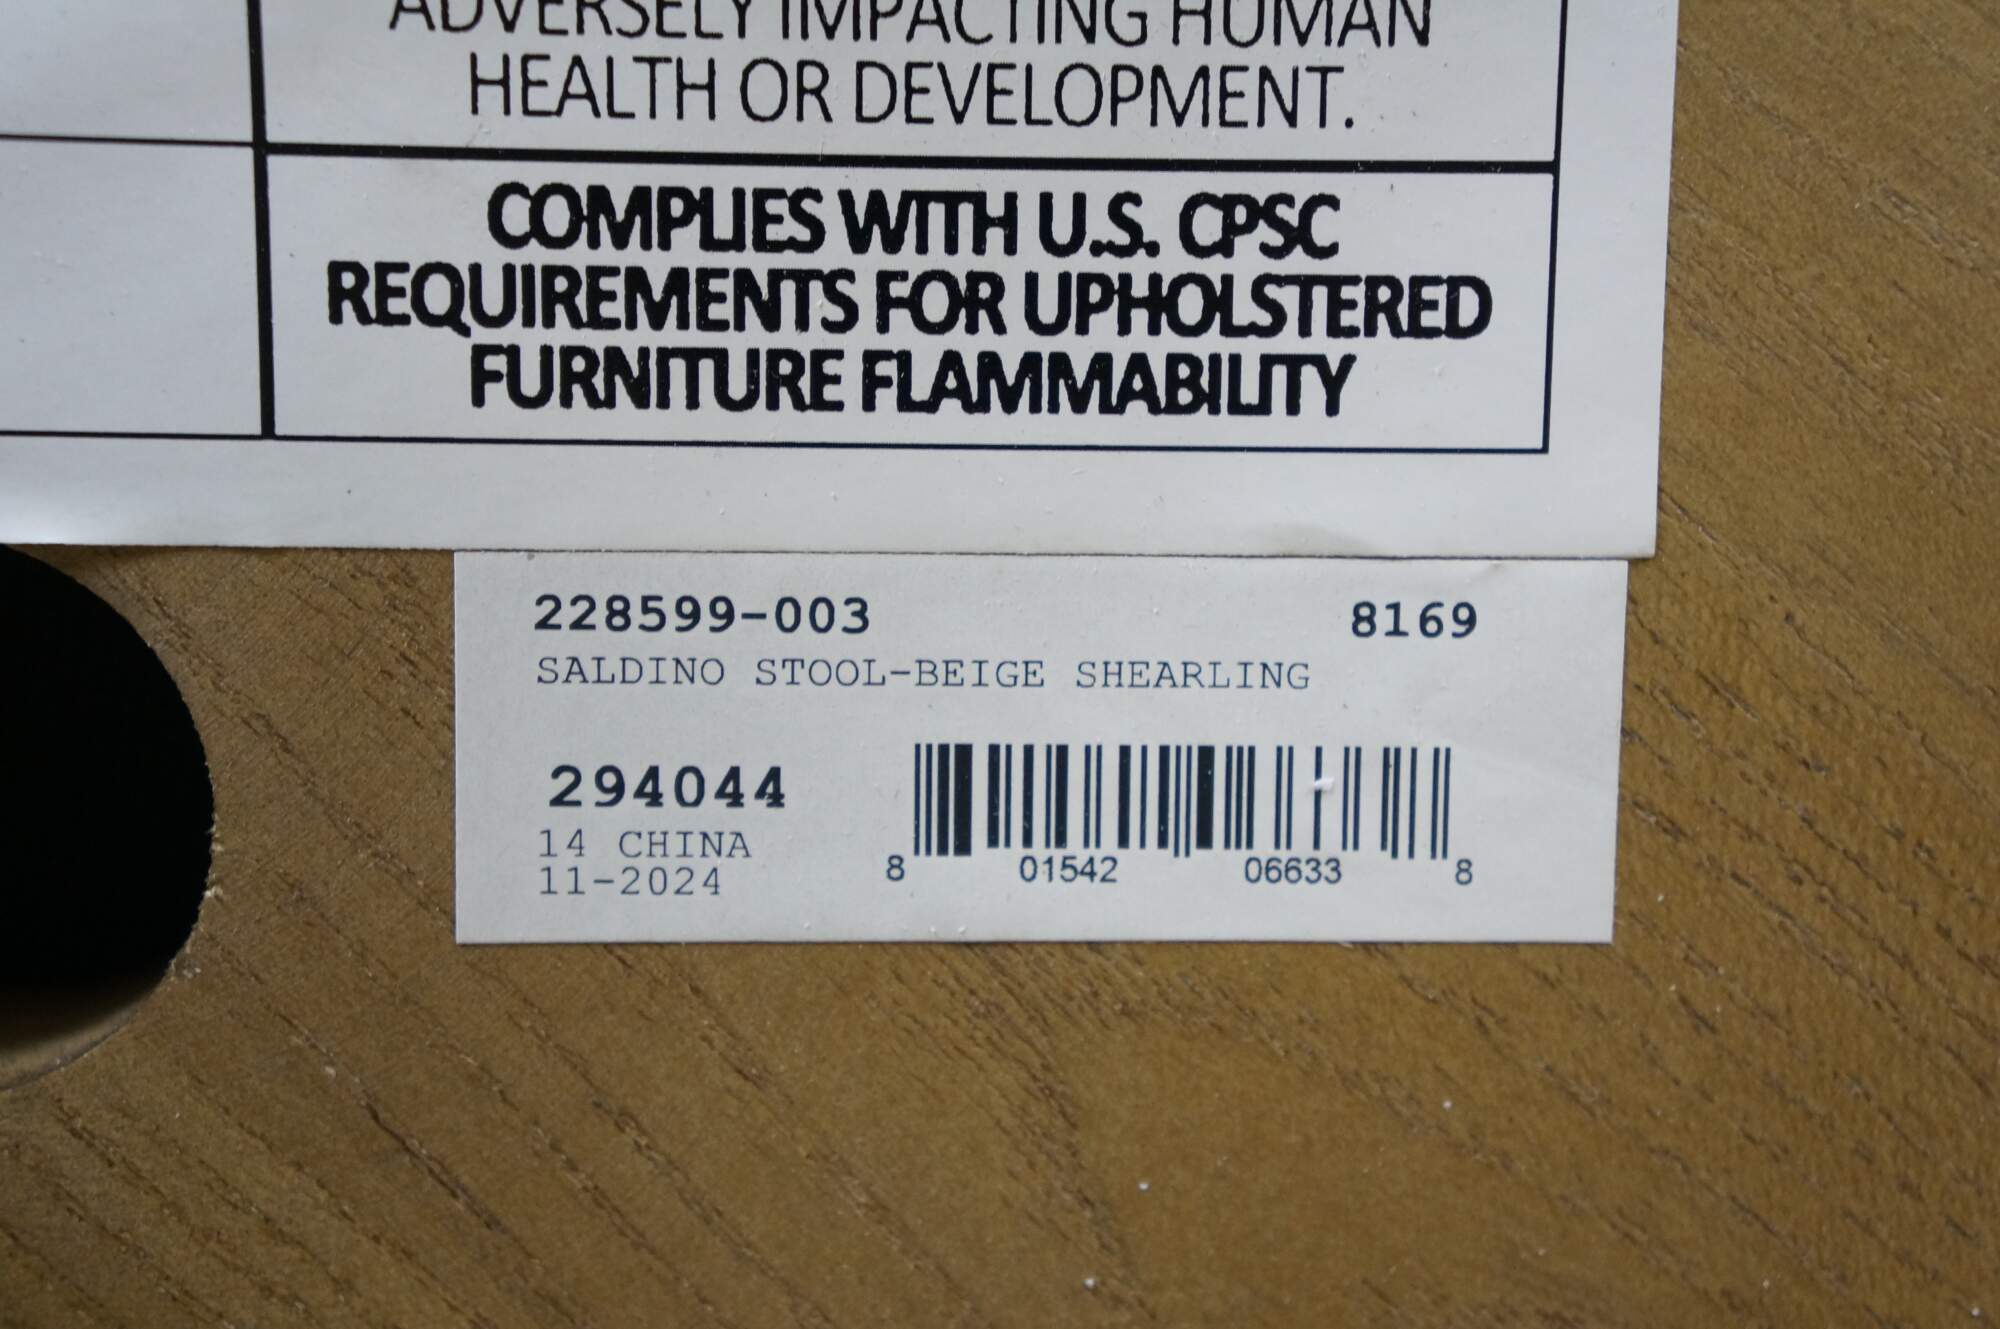 ADVERSELY IMPACTING HUMAN
HEALTH OR DEVELOPMENT.
COMPLIES WITH U.S. CPSC
REQUIREMENTS FOR UPHOLSTERED
FURNITURE FLAMMABILITY
228599-003 8169
SALDINO STOOL-BEIGE SHEARLING
294044
14 CHINA
11-2024
8 01542 06633 8